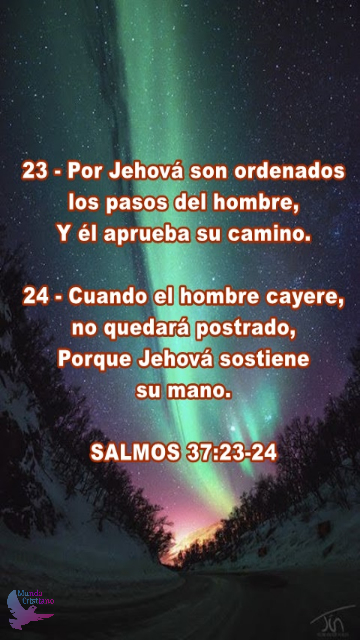 23 - Por Jehová son ordenados
los pasos del hombre,
Y él aprueba su camino.
24 - Cuando el hombre cayere,
no quedará postrado,
Porque Jehová sostiene
su mano.
SALMOS 37:23-24
Mundo
Cristiano